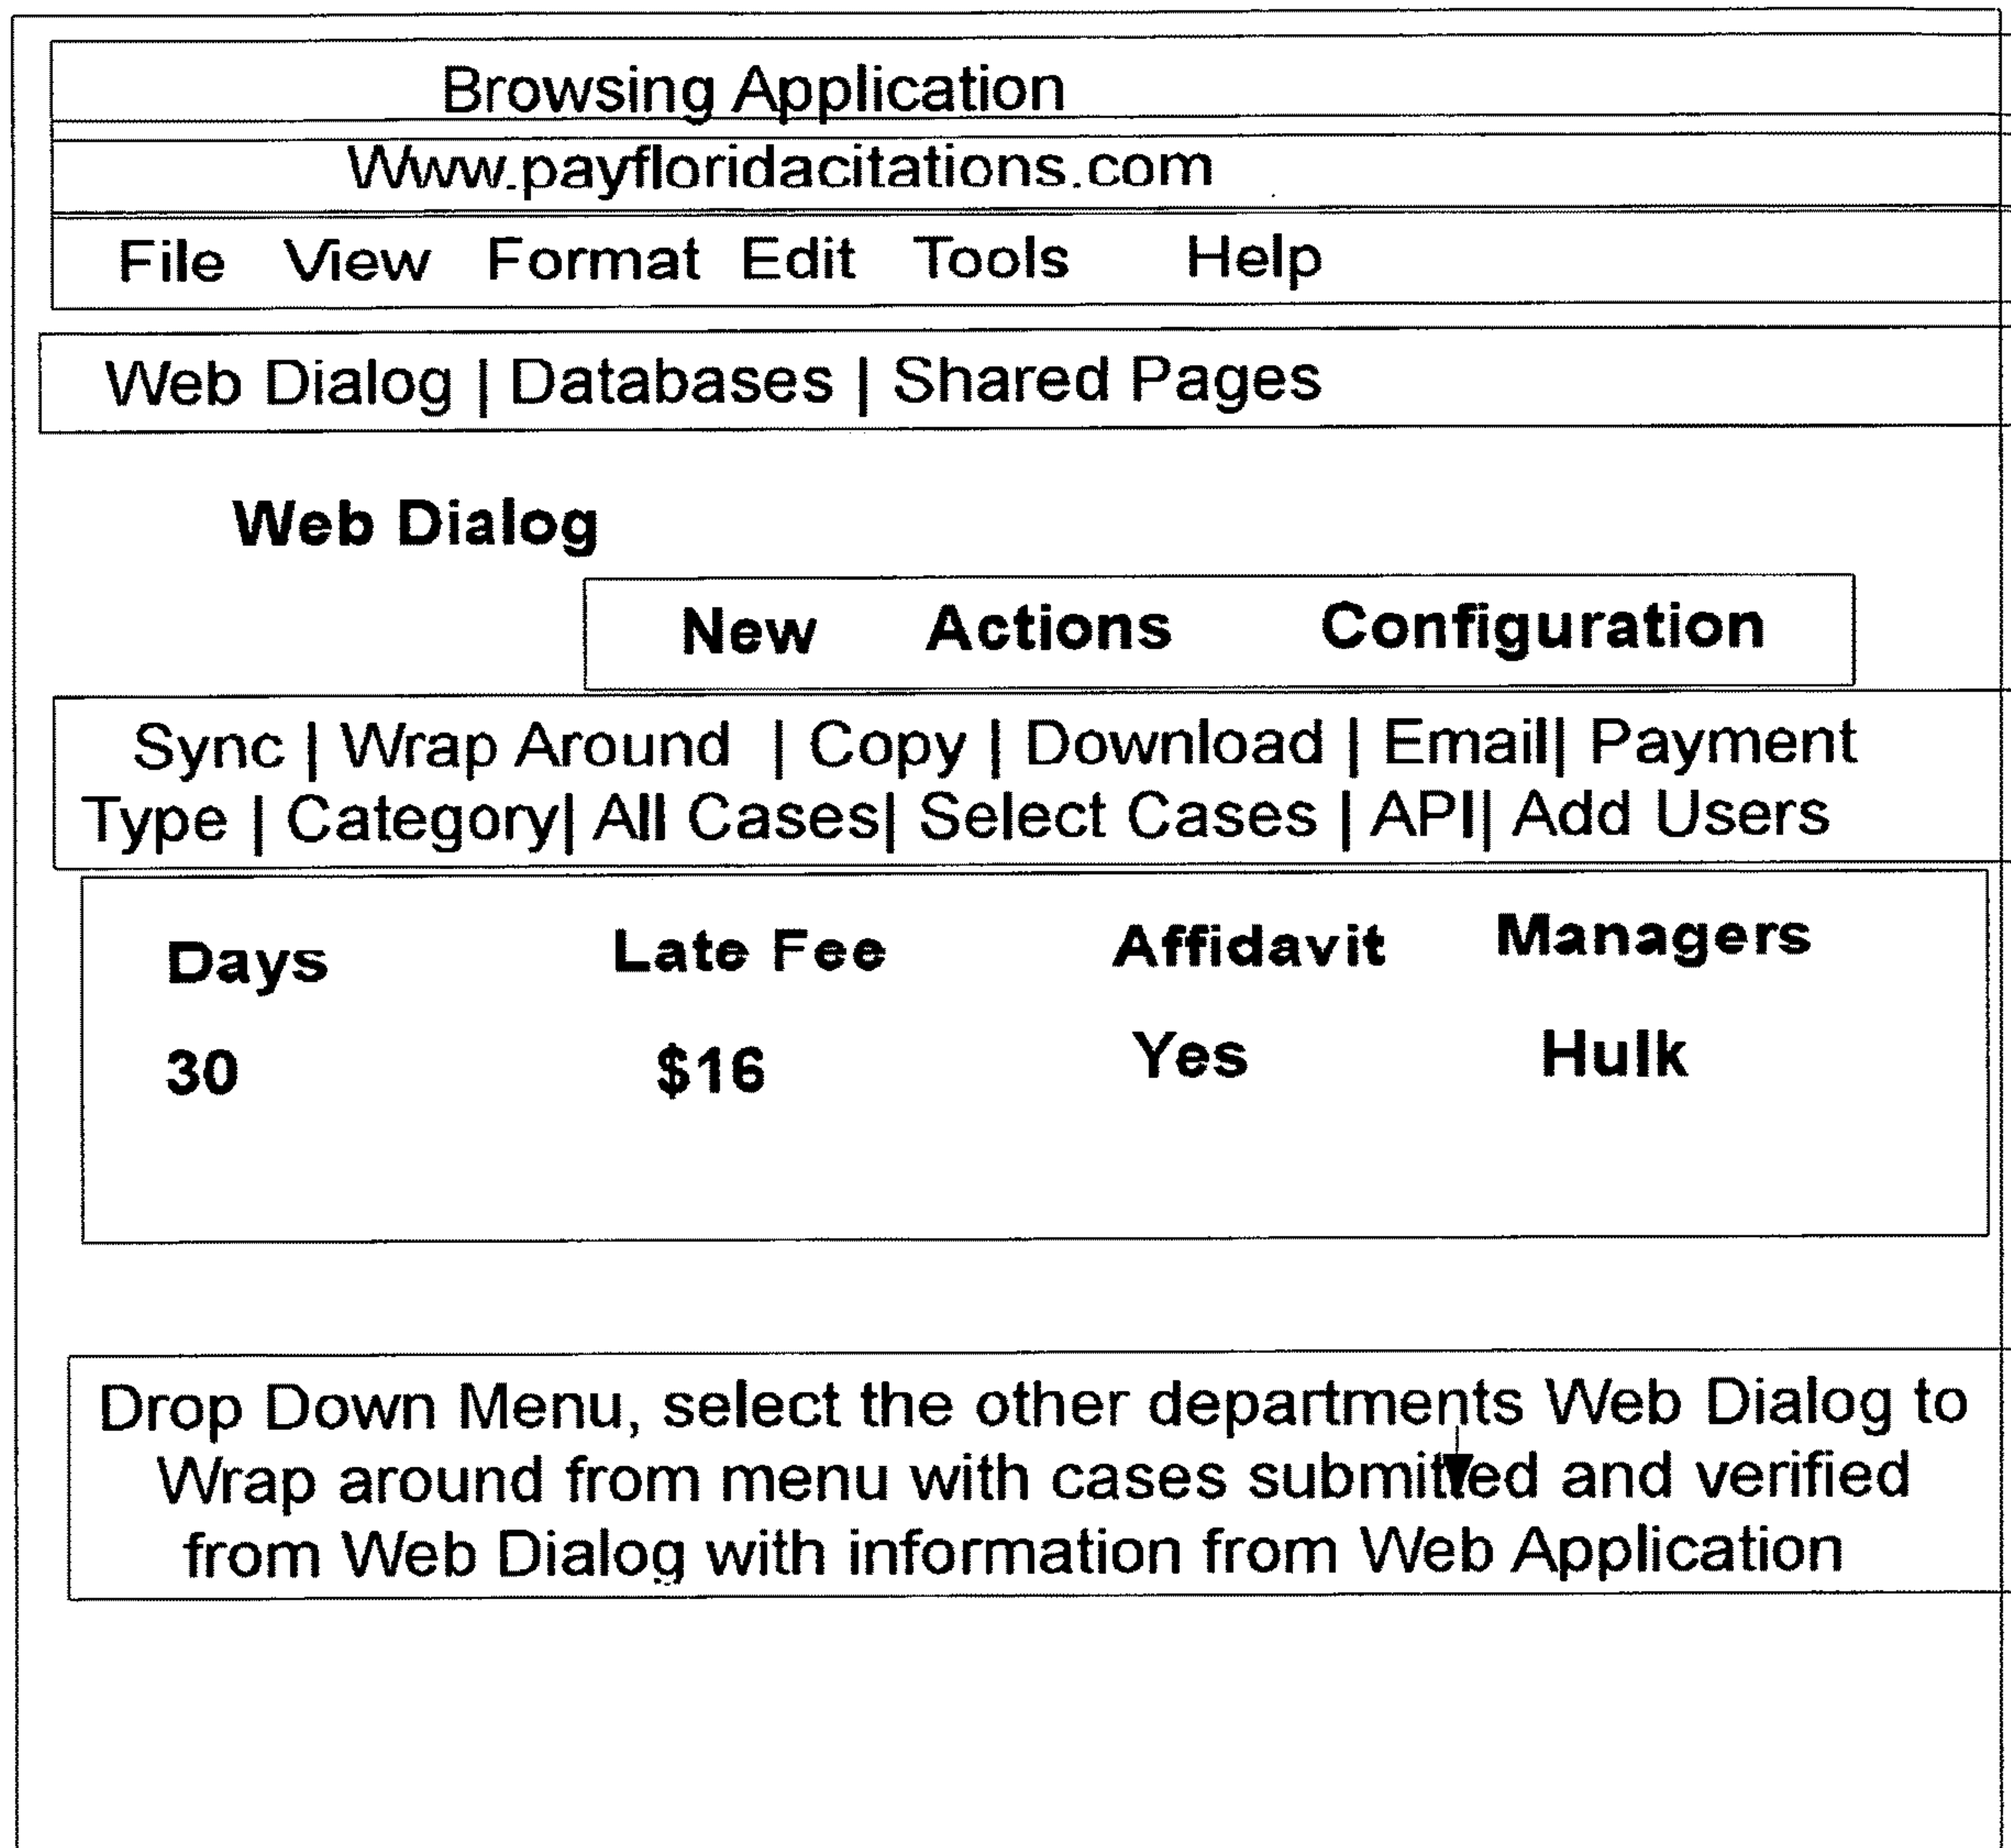 Browsing Application
Www.payfloridacitations.com
File View Format Edit Tools Help
Web Dialog | Databases | Shared Pages
Web Dialog
New Actions Configuration
Sync | Wrap Around | Copy | Download | Email| Payment
Type | Category| All Cases| Select Cases | API| Add Users
Days Late Fee Affidavit Managers
30 $16 Yes Hulk
Drop Down Menu, select the other departments Web Dialog to
Wrap around from menu with cases submitted and verified
from Web Dialog with information from Web Application